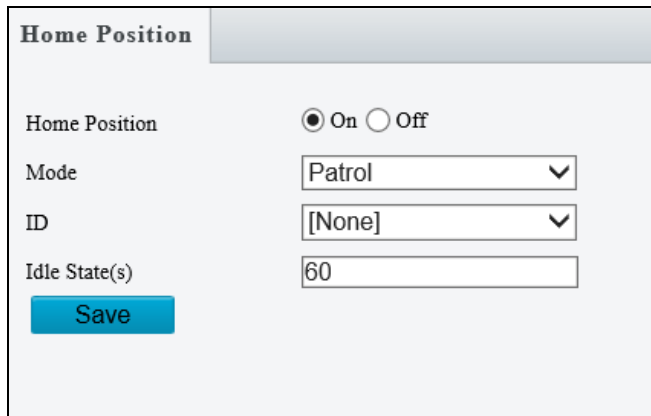 Home Position
Home Position On Off
Mode Patrol
ID [None]
Idle State(s) 60
Save